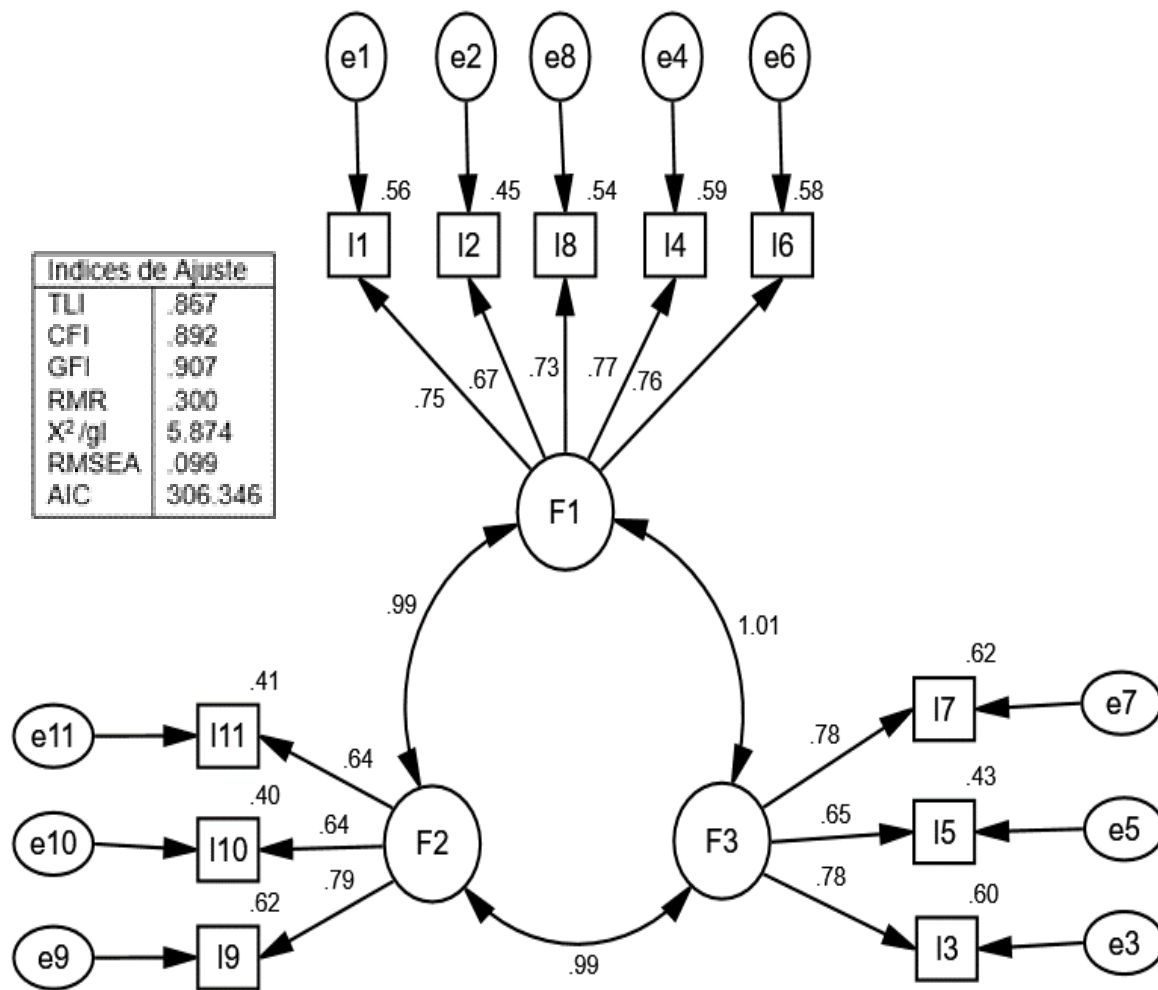 e1 e2 e8 e4 e6
.56 .45 .54 .59 .58
I1 I2 I8 I4 I6
Indices de Ajuste
TLI .867
CFI .892
GFI .907
RMR .300
X²/gl 5.874
RMSEA .099
AIC 306.346
.75 .67 .73 .77 .76
F1
.99 1.01
.41 .62
e11 I11 I7 e7
.64 .78
.40 .43
e10 I10 .64 F2 F3 .65 I5 e5
.62 .79 .78 .60
e9 I9 I3 e3
.99